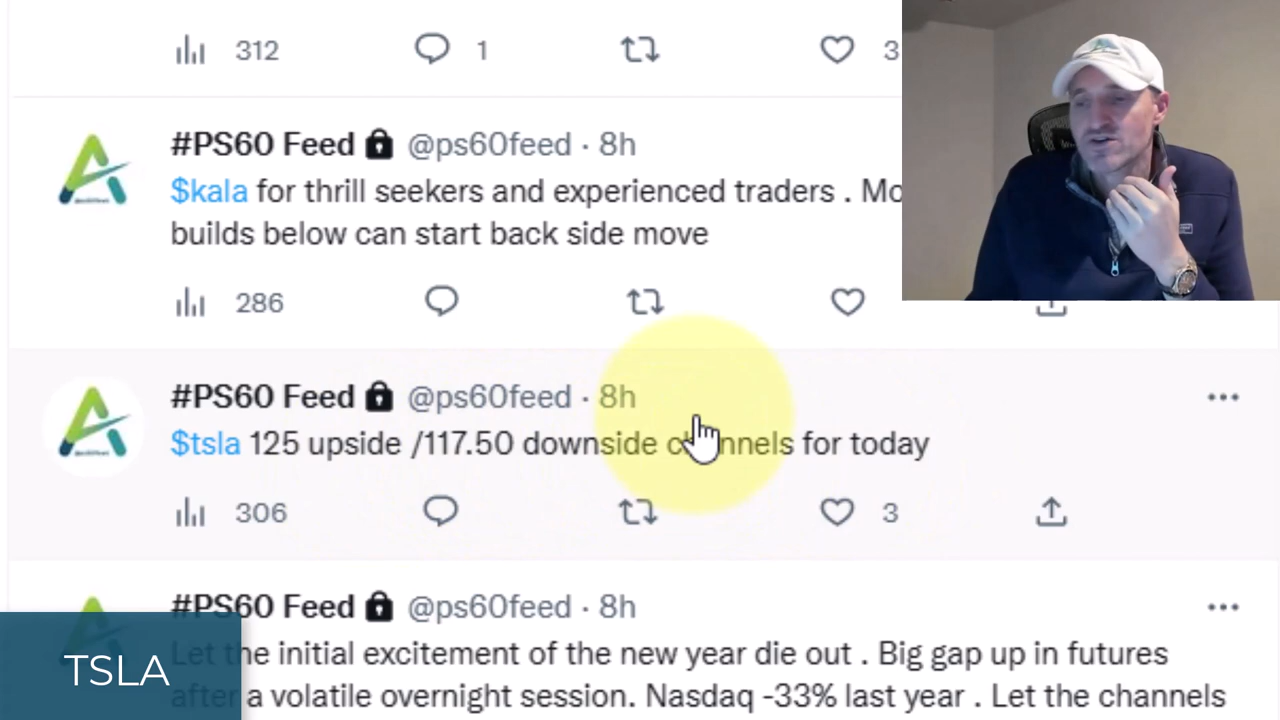 312 1 3
#PS60 Feed @ps60feed · 8h
$kala for thrill seekers and experienced traders . Mo
builds below can start back side move
286
#PS60 Feed @ps60feed · 8h
$tsla 125 upside /117.50 downside channels for today
306 3
#PS60 Feed @ps60feed · 8h
Let the initial excitement of the new year die out . Big gap up in futures
after a volatile overnight session. Nasdaq -33% last year . Let the channels
TSLA